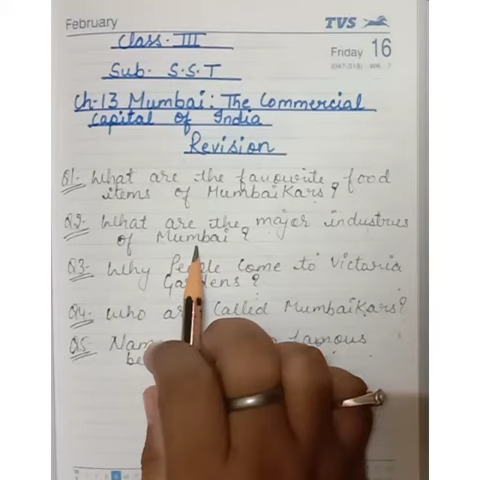 February
TVS
Friday 16
Class - III
Sub- S.S.T
Ch-13 Mumbai: The Commercial
Capital of India
Revision
Q1- What are the favourite food
items of MumbaiKars?
Q2- What are the major industries
of Mumbai?
Q3- Why People come to Victoria
Gardens?
Q4- Who are called MumbaiKars?
Q5- Name famous